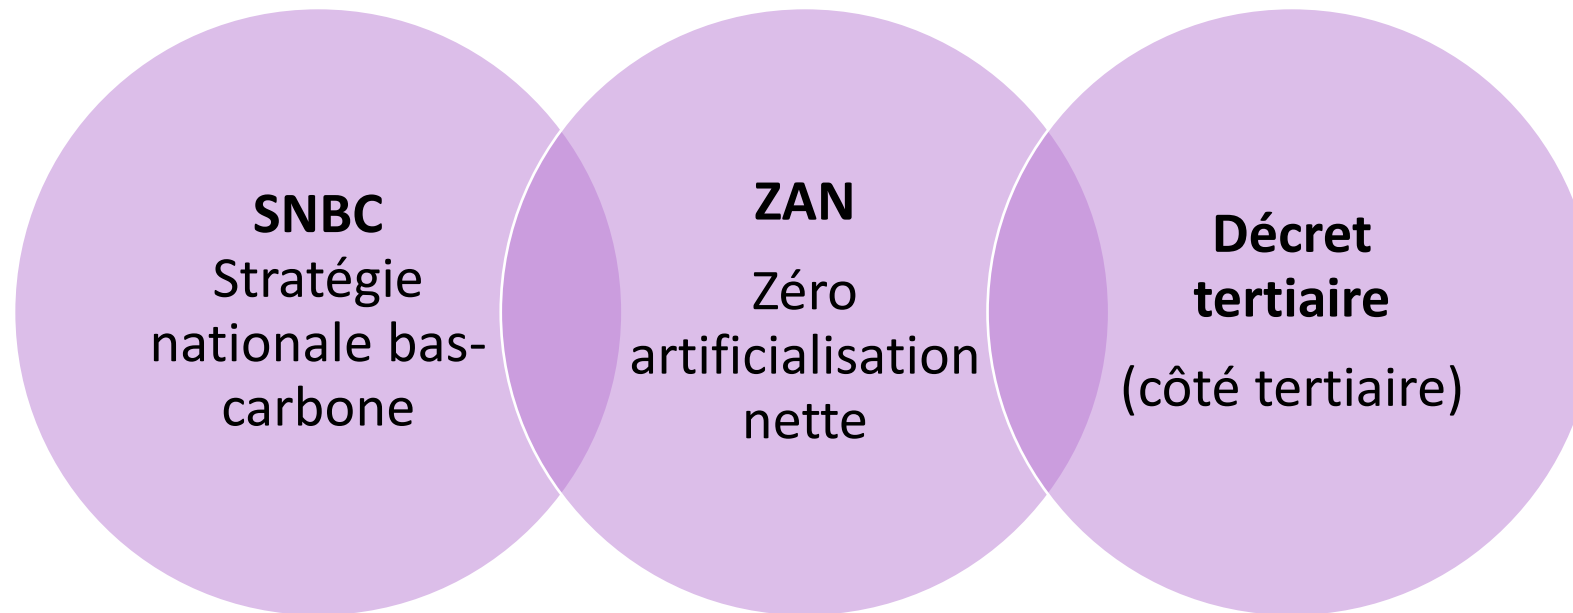 SNBC
Stratégie
nationale bas-
carbone
ZAN
Zéro
artificialisation
nette
Décret
tertiaire
(côté tertiaire)